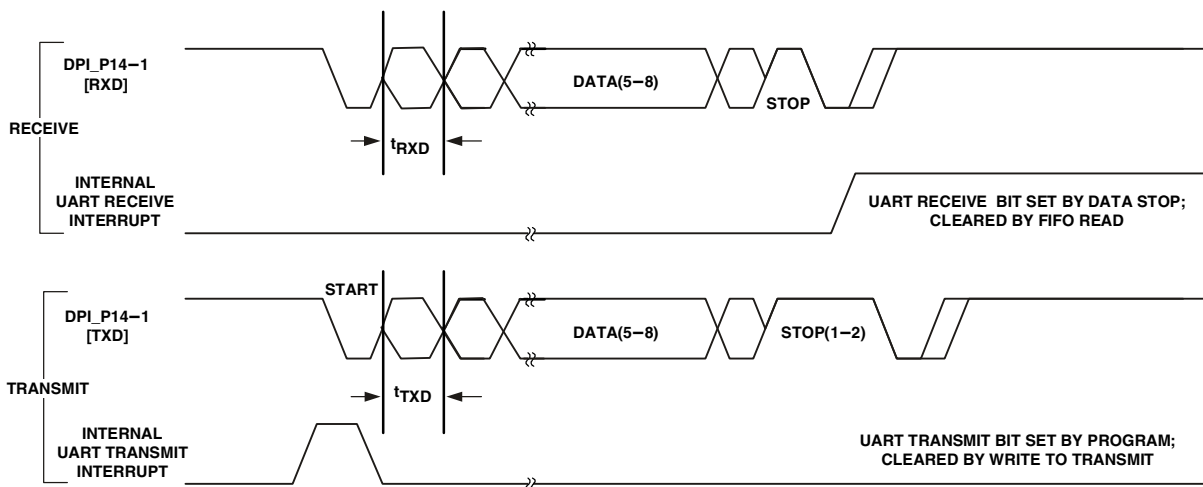 DPI_P14–1
[RXD]
DATA(5–8)
STOP
RECEIVE
tRXD
INTERNAL
UART RECEIVE
INTERRUPT
UART RECEIVE BIT SET BY DATA STOP;
CLEARED BY FIFO READ
START
DPI_P14–1
[TXD]
DATA(5–8)
STOP(1–2)
TRANSMIT
tTXD
INTERNAL
UART TRANSMIT
INTERRUPT
UART TRANSMIT BIT SET BY PROGRAM;
CLEARED BY WRITE TO TRANSMIT